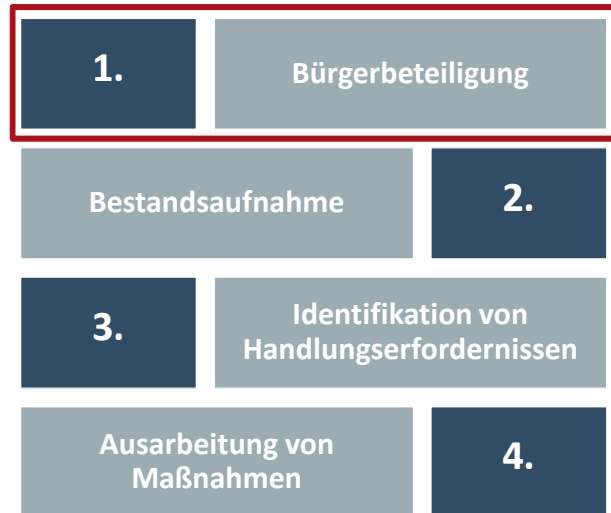 1.
Bürgerbeteiligung
Bestandsaufnahme
2.
3.
Identifikation von
Handlungserfordernissen
Ausarbeitung von
Maßnahmen
4.